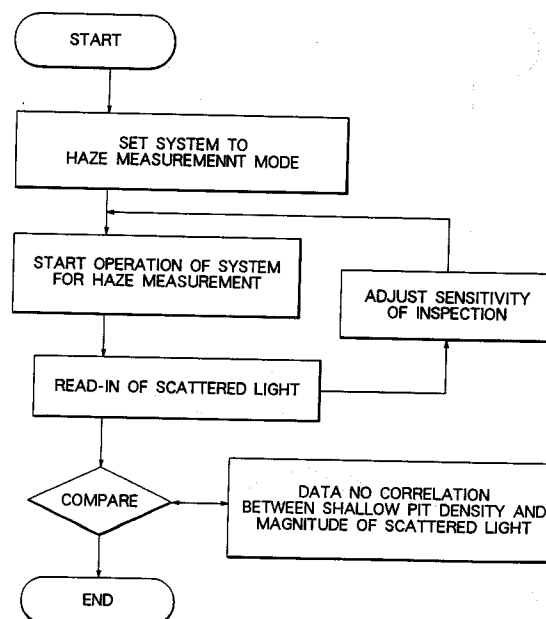 START
SET SYSTEM TO
HAZE MEASUREMENNT MODE
START OPERATION OF SYSTEM
FOR HAZE MEASUREMENT
ADJUST SENSITIVITY
OF INSPECTION
READ-IN OF SCATTERED LIGHT
COMPARE
DATA NO CORRELATION
BETWEEN SHALLOW PIT DENSITY AND
MAGNITUDE OF SCATTERED LIGHT
END